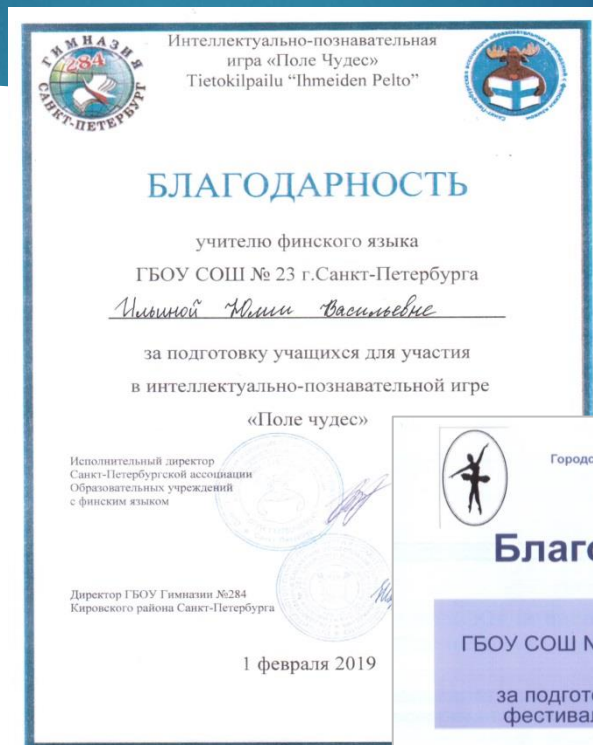 ГИМНАЗИЯ
284
САНКТ-ПЕТЕРБУРГ
Интеллектуально-познавательная
игра «Поле Чудес»
Tietokilpailu “Ihmeiden Pelto”
БЛАГОДАРНОСТЬ
учителю финского языка
ГБОУ СОШ № 23 г.Санкт-Петербурга
Ильиной Юлии Васильевне
за подготовку учащихся для участия
в интеллектуально-познавательной игре
«Поле чудес»
Исполнительный директор
Санкт-Петербургской ассоциации
Образовательных учреждений
с финским языком
Директор ГБОУ Гимназии №284
Кировского района Санкт-Петербурга
1 февраля 2019
Городс
Благо
ГБОУ СОШ №
за подгото
фестивал